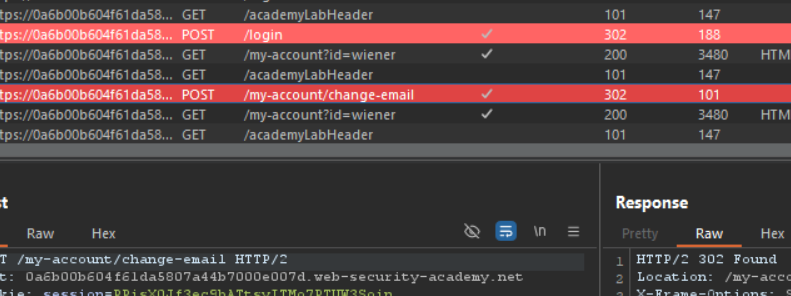 ttps://0a6b00b604f61da58... GET /academyLabHeader 101 147
ttps://0a6b00b604f61da58... POST /login ✓ 302 188
ttps://0a6b00b604f61da58... GET /my-account?id=wiener ✓ 200 3480 HTM
ttps://0a6b00b604f61da58... GET /academyLabHeader 101 147
ttps://0a6b00b604f61da58... POST /my-account/change-email ✓ 302 101
ttps://0a6b00b604f61da58... GET /my-account?id=wiener ✓ 200 3480 HTM
ttps://0a6b00b604f61da58... GET /academyLabHeader 101 147
st
Raw Hex \n
T /my-account/change-email HTTP/2
t: 0a6b00b604f61da5807a44b7000e007d.web-security-academy.net
kie: session=
Response
Pretty Raw Hex
1 HTTP/2 302 Found
2 Location: /my-acco
3 X-Frame-Options: S